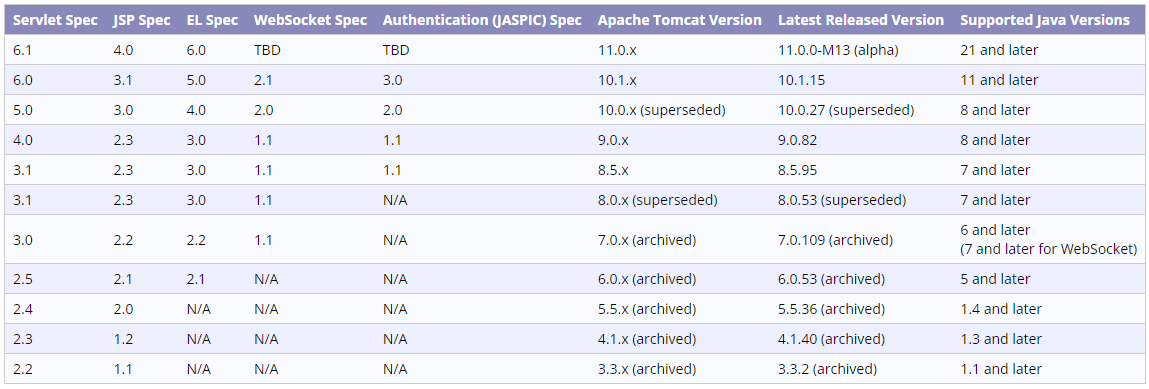 Servlet Spec JSP Spec EL Spec WebSocket Spec Authentication (JASPIC) Spec Apache Tomcat Version Latest Released Version Supported Java Versions
6.1 4.0 6.0 TBD TBD 11.0.x 11.0.0-M13 (alpha) 21 and later
6.0 3.1 5.0 2.1 3.0 10.1.x 10.1.15 11 and later
5.0 3.0 4.0 2.0 2.0 10.0.x (superseded) 10.0.27 (superseded) 8 and later
4.0 2.3 3.0 1.1 1.1 9.0.x 9.0.82 8 and later
3.1 2.3 3.0 1.1 1.1 8.5.x 8.5.95 7 and later
3.1 2.3 3.0 1.1 N/A 8.0.x (superseded) 8.0.53 (superseded) 7 and later
3.0 2.2 2.2 1.1 N/A 7.0.x (archived) 7.0.109 (archived) 6 and later
(7 and later for WebSocket)
2.5 2.1 2.1 N/A N/A 6.0.x (archived) 6.0.53 (archived) 5 and later
2.4 2.0 N/A N/A N/A 5.5.x (archived) 5.5.36 (archived) 1.4 and later
2.3 1.2 N/A N/A N/A 4.1.x (archived) 4.1.40 (archived) 1.3 and later
2.2 1.1 N/A N/A N/A 3.3.x (archived) 3.3.2 (archived) 1.1 and later